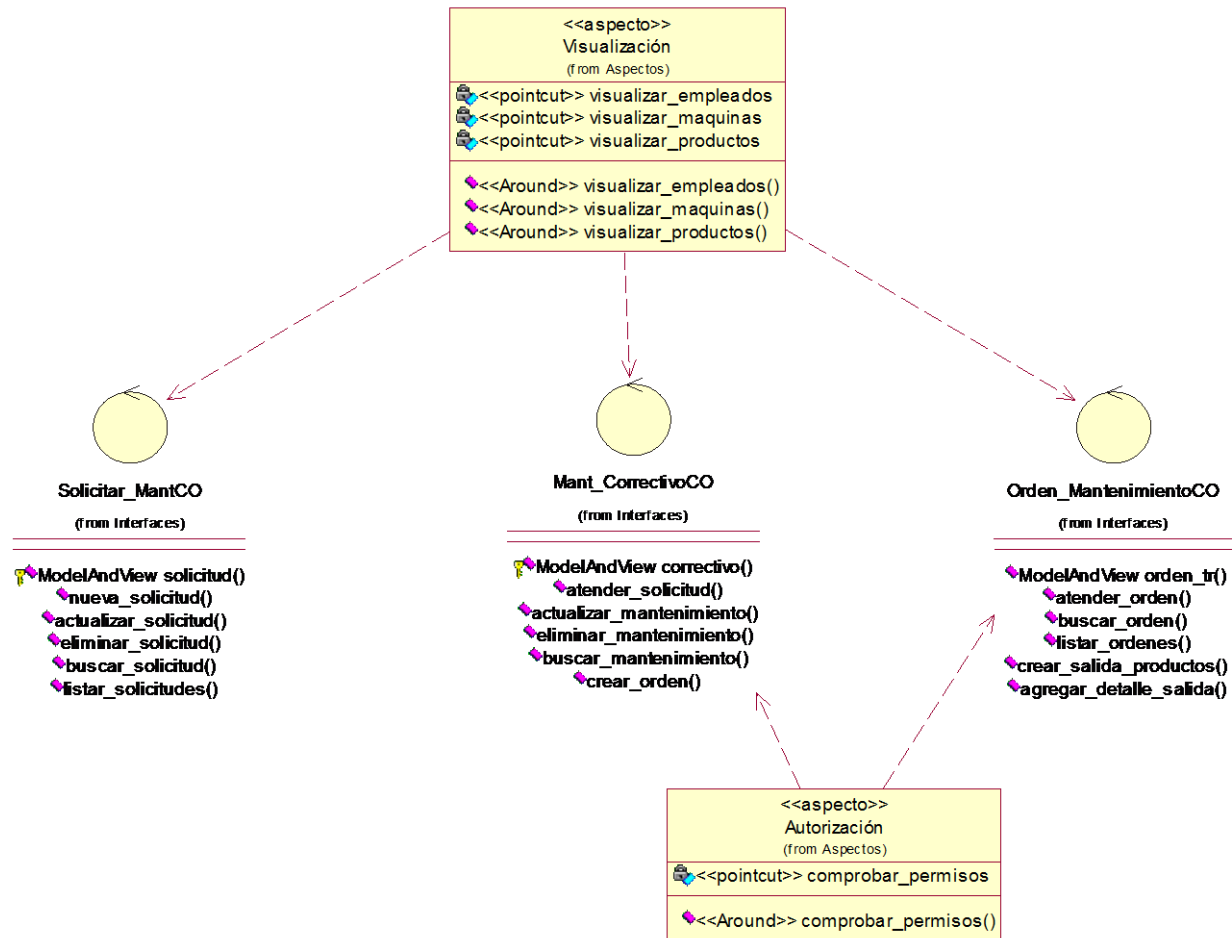 <<aspecto>>
Visualización
(from Aspectos)
<<pointcut>> visualizar_empleados
<<pointcut>> visualizar_maquinas
<<pointcut>> visualizar_productos
<<Around>> visualizar_empleados()
<<Around>> visualizar_maquinas()
<<Around>> visualizar_productos()
Solicitar_MantCO
(from Interfaces)
ModelAndView solicitud()
nueva_solicitud()
actualizar_solicitud()
eliminar_solicitud()
buscar_solicitud()
listar_solicitudes()
Mant_CorrectivoCO
(from Interfaces)
ModelAndView correctivo()
atender_solicitud()
actualizar_mantenimiento()
eliminar_mantenimiento()
buscar_mantenimiento()
crear_orden()
Orden_MantenimientoCO
(from Interfaces)
ModelAndView orden_tr()
atender_orden()
buscar_orden()
listar_ordenes()
crear_salida_productos()
agregar_detalle_salida()
<<aspecto>>
Autorización
(from Aspectos)
<<pointcut>> comprobar_permisos
<<Around>> comprobar_permisos()